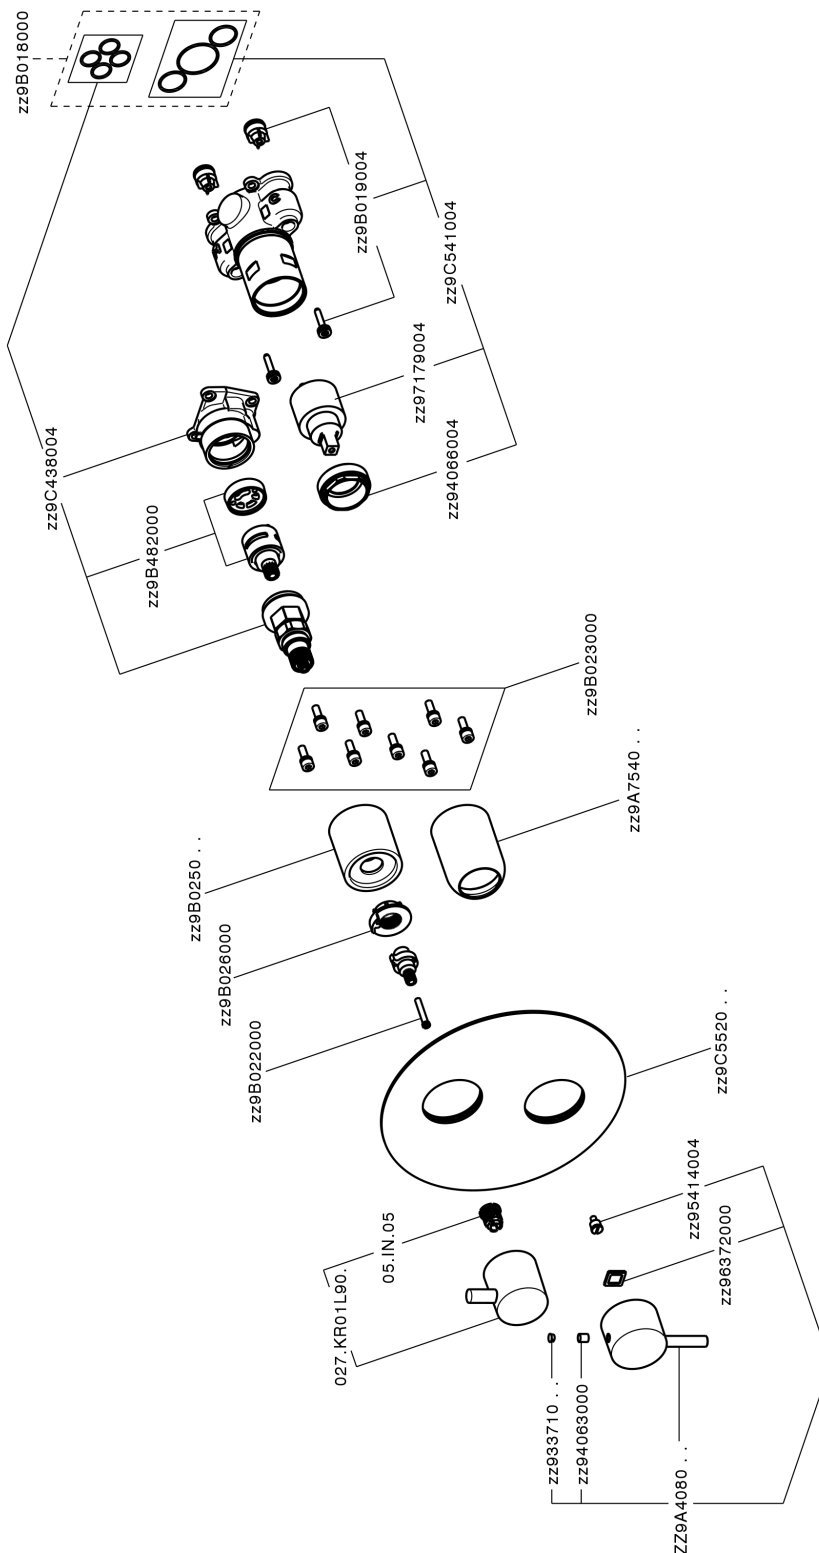 zz9B018000
zz9B019004
zz9C541004
zz97179004
zz94066004
zz9C438004
zz9B482000
zz9B023000
zz9A7540 . .
zz9B0250 . .
zz9B026000
zz9B022000
zz9C5520 . .
zz95414004
zz96372000
05.IN.05
027.KR01L90.
zz933710 . .
zz94063000
ZZ9A4080 . .